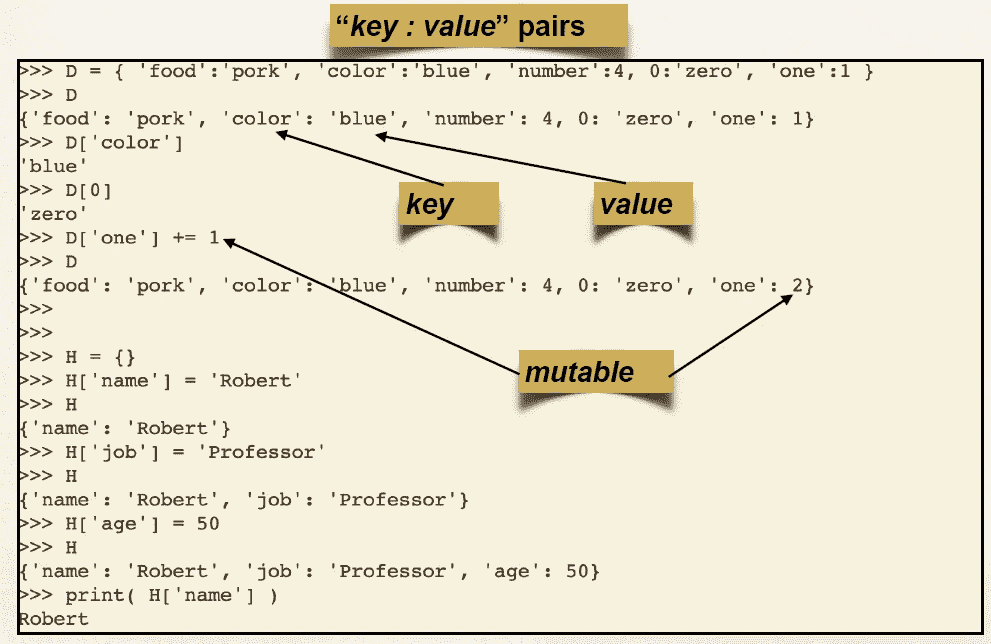 “key : value” pairs
>>> D = { 'food':'pork', 'color':'blue', 'number':4, 0:'zero', 'one':1 }
>>> D
{'food': 'pork', 'color': 'blue', 'number': 4, 0: 'zero', 'one': 1}
>>> D['color']
'blue'
>>> D[0]
key
value
'zero'
>>> D['one'] += 1
>>> D
{'food': 'pork', 'color': 'blue', 'number': 4, 0: 'zero', 'one': 2}
>>>
>>>
>>> H = {}
mutable
>>> H['name'] = 'Robert'
>>> H
{'name': 'Robert'}
>>> H['job'] = 'Professor'
>>> H
{'name': 'Robert', 'job': 'Professor'}
>>> H['age'] = 50
>>> H
{'name': 'Robert', 'job': 'Professor', 'age': 50}
>>> print( H['name'] )
Robert